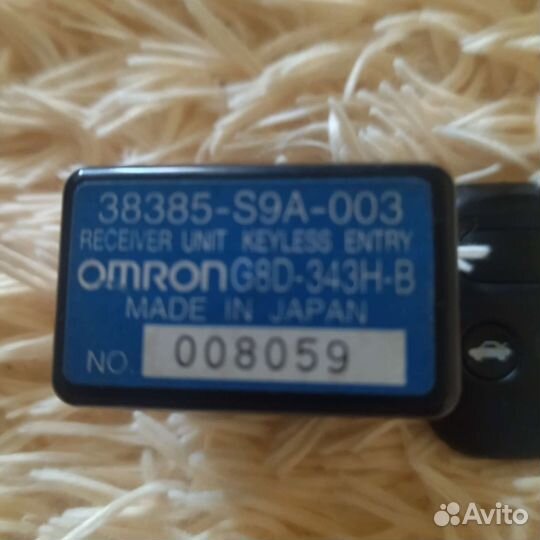 38385-S9A-003
RECEIVER UNIT KEYLESS ENTRY
OMRON G8D-343H-B
MADE IN JAPAN
NO. 008059
Avito